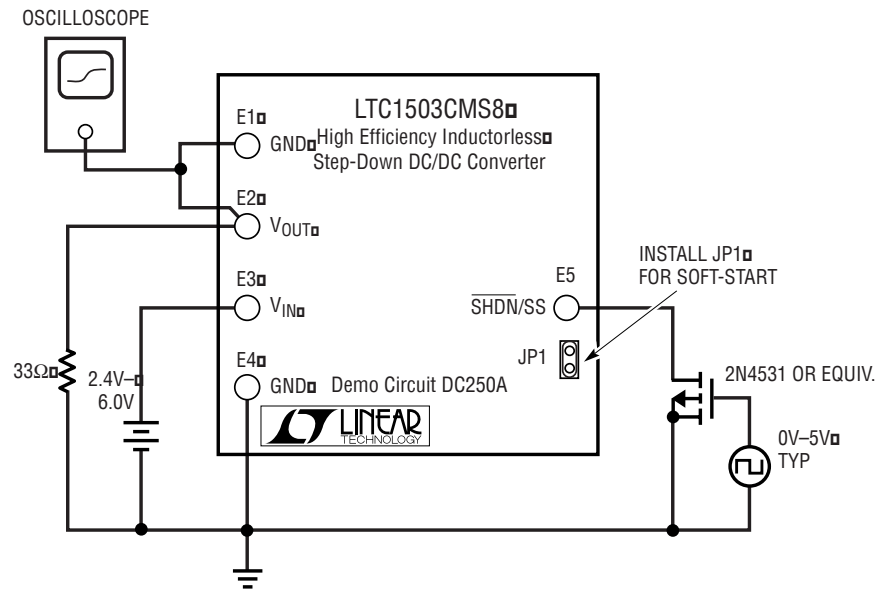 OSCILLOSCOPE
E1
GND
LTC1503CMS8
High Efficiency Inductorless
Step-Down DC/DC Converter
E2
VOUT
E3
VIN
E4
GND
Demo Circuit DC250A
LINEAR
TECHNOLOGY
E5
SHDN/SS
JP1
INSTALL JP1
FOR SOFT-START
33Ω
2.4V–
6.0V
2N4531 OR EQUIV.
0V–5V
TYP